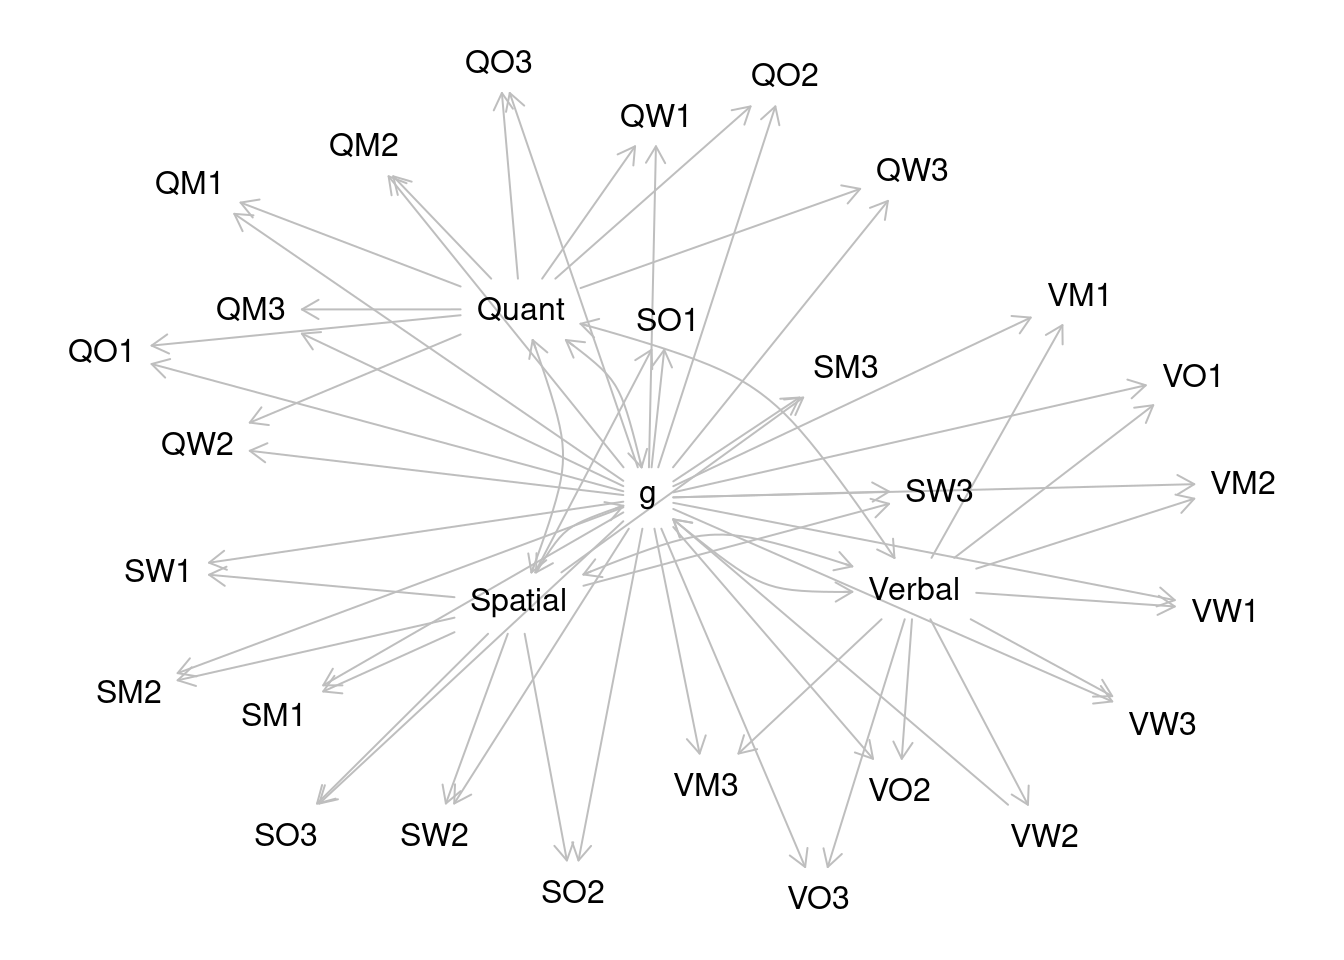 QO3
QO2
QW1
QM2
QW3
QM1
VM1
QM3
Quant
SO1
QO1
SM3
VO1
QW2
VM2
SW3
g
SW1
Verbal
Spatial
VW1
SM2
SM1
VW3
VM3
VO2
SO3
SW2
VW2
SO2
VO3